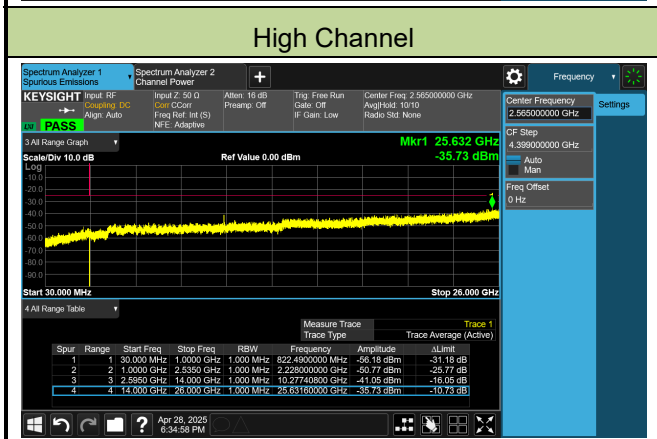 High Channel
Spectrum Analyzer 1
Spurious Emissions
Spectrum Analyzer 2
Channel Power
+
Frequency
KEYSIGHT
Input: RF
Coupling: DC
Align: Auto
Input Z: 50 Ω
Corr CCorr
Freq Ref: Int (S)
NFE: Adaptive
Atten: 16 dB
Preamp: Off
Trig: Free Run
Gate: Off
IF Gain: Low
Center Freq: 2.565000000 GHz
Avg|Hold: 10/10
Radio Std: None
LXI
PASS
Center Frequency
2.565000000 GHz
Settings
CF Step
4.399000000 GHz
Auto
Man
Freq Offset
0 Hz
3 All Range Graph
Mkr1 25.632 GHz
Scale/Div 10.0 dB
Ref Value 0.00 dBm
-35.73 dBm
Log
-10.0
-20.0
-30.0
-40.0
-50.0
-60.0
-70.0
-80.0
-90.0
1
Start 30.000 MHz
Stop 26.000 GHz
4 All Range Table
Measure Trace Trace 1
Trace Type Trace Average (Active)
Spur Range Start Freq Stop Freq RBW Frequency Amplitude ΔLimit
1 1 30.000 MHz 1.0000 GHz 1.000 MHz 822.4900000 MHz -56.18 dBm -31.18 dB
2 2 1.0000 GHz 2.5350 GHz 1.000 MHz 2.228000000 GHz -50.77 dBm -25.77 dB
3 3 2.5950 GHz 14.000 GHz 1.000 MHz 10.27740800 GHz -41.05 dBm -16.05 dB
4 4 14.000 GHz 26.000 GHz 1.000 MHz 25.63160000 GHz -35.73 dBm -10.73 dB
?
Apr 28, 2025
6:34:58 PM